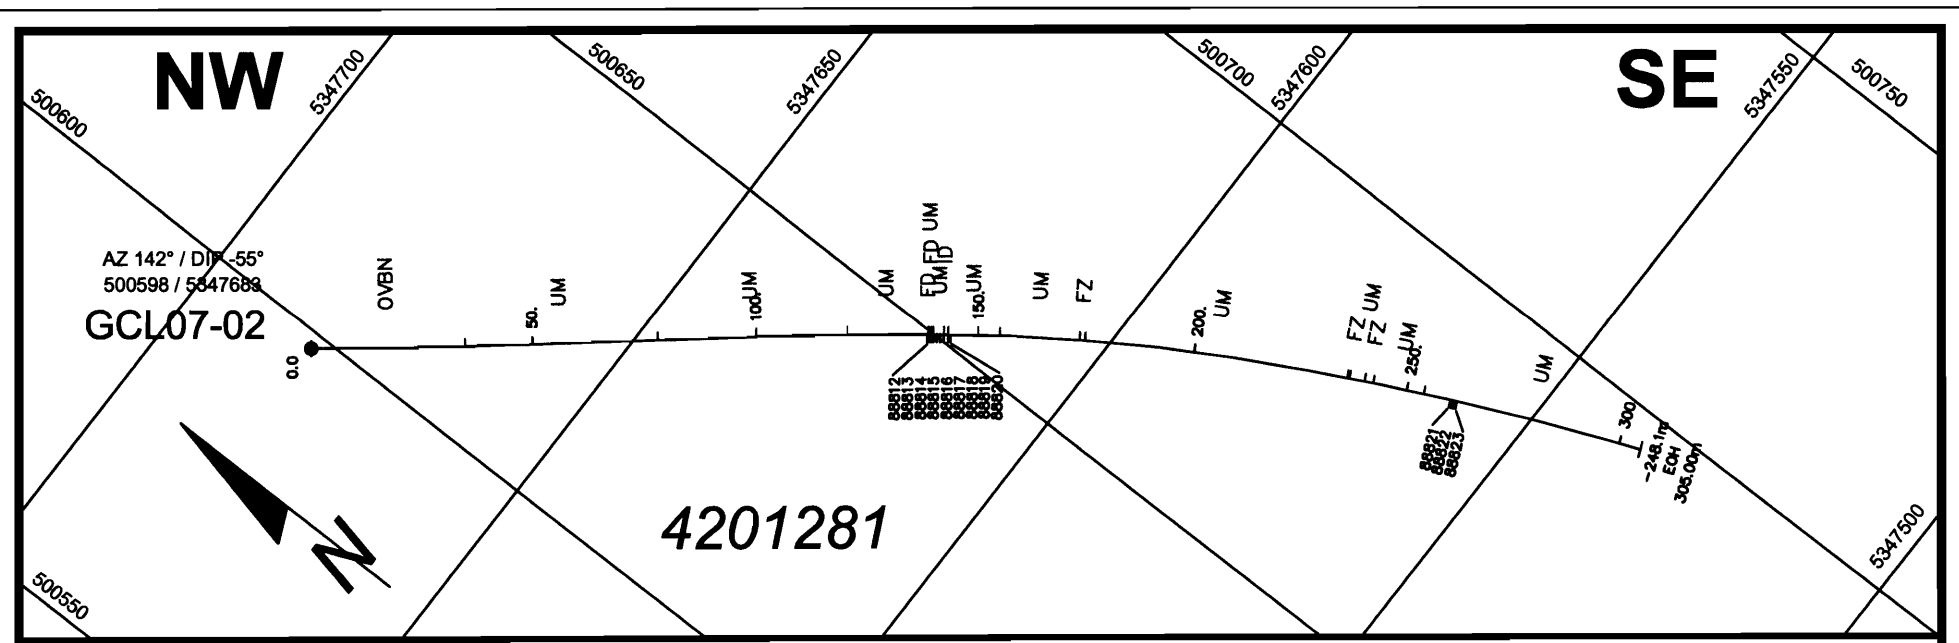 NW
SE
500600
5347700
500650
5347650
500700
5347600
5347550
500750
AZ 142° / DIP -55°
500598 / 5347683
GCL07-02
0.0
OVBN
50.
UM
100.
UM
UM
FD
FD
UM
UM
ID
150.
UM
UM
FZ
200.
UM
FZ
FZ
UM
UM
250.
UM
300
-248.1m
EOH
305.00m
88812
88813
88814
88815
88816
88817
88818
88819
88820
88821
88822
88823
N
4201281
500550
5347500